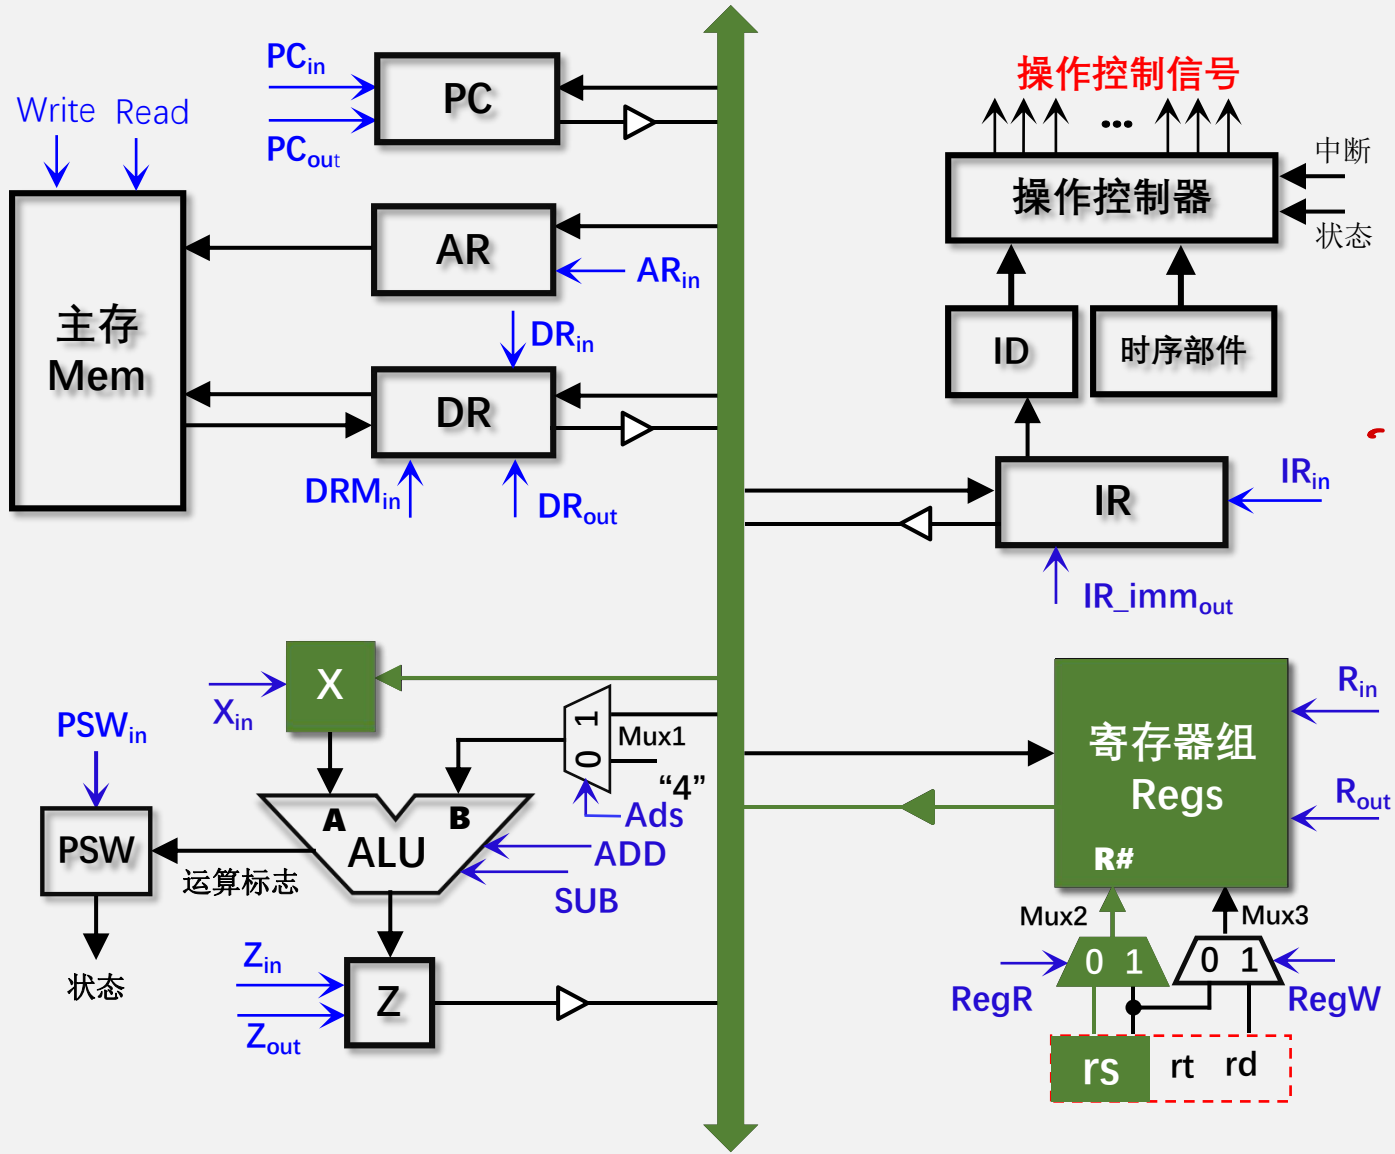 PCin
PC
PCout
Write
Read
主存
Mem
AR
ARin
DRin
DR
DRMin
DRout
操作控制信号
...
操作控制器
中断
状态
ID
时序部件
IR
IRin
IR_immout
X
Xin
PSWin
PSW
状态
运算标志
1
0
Mux1
“4”
Ads
A
B
ALU
ADD
SUB
Zin
Z
Zout
寄存器组
Regs
R#
Rin
Rout
Mux2
Mux3
0 1
0 1
RegR
RegW
rs rt rd